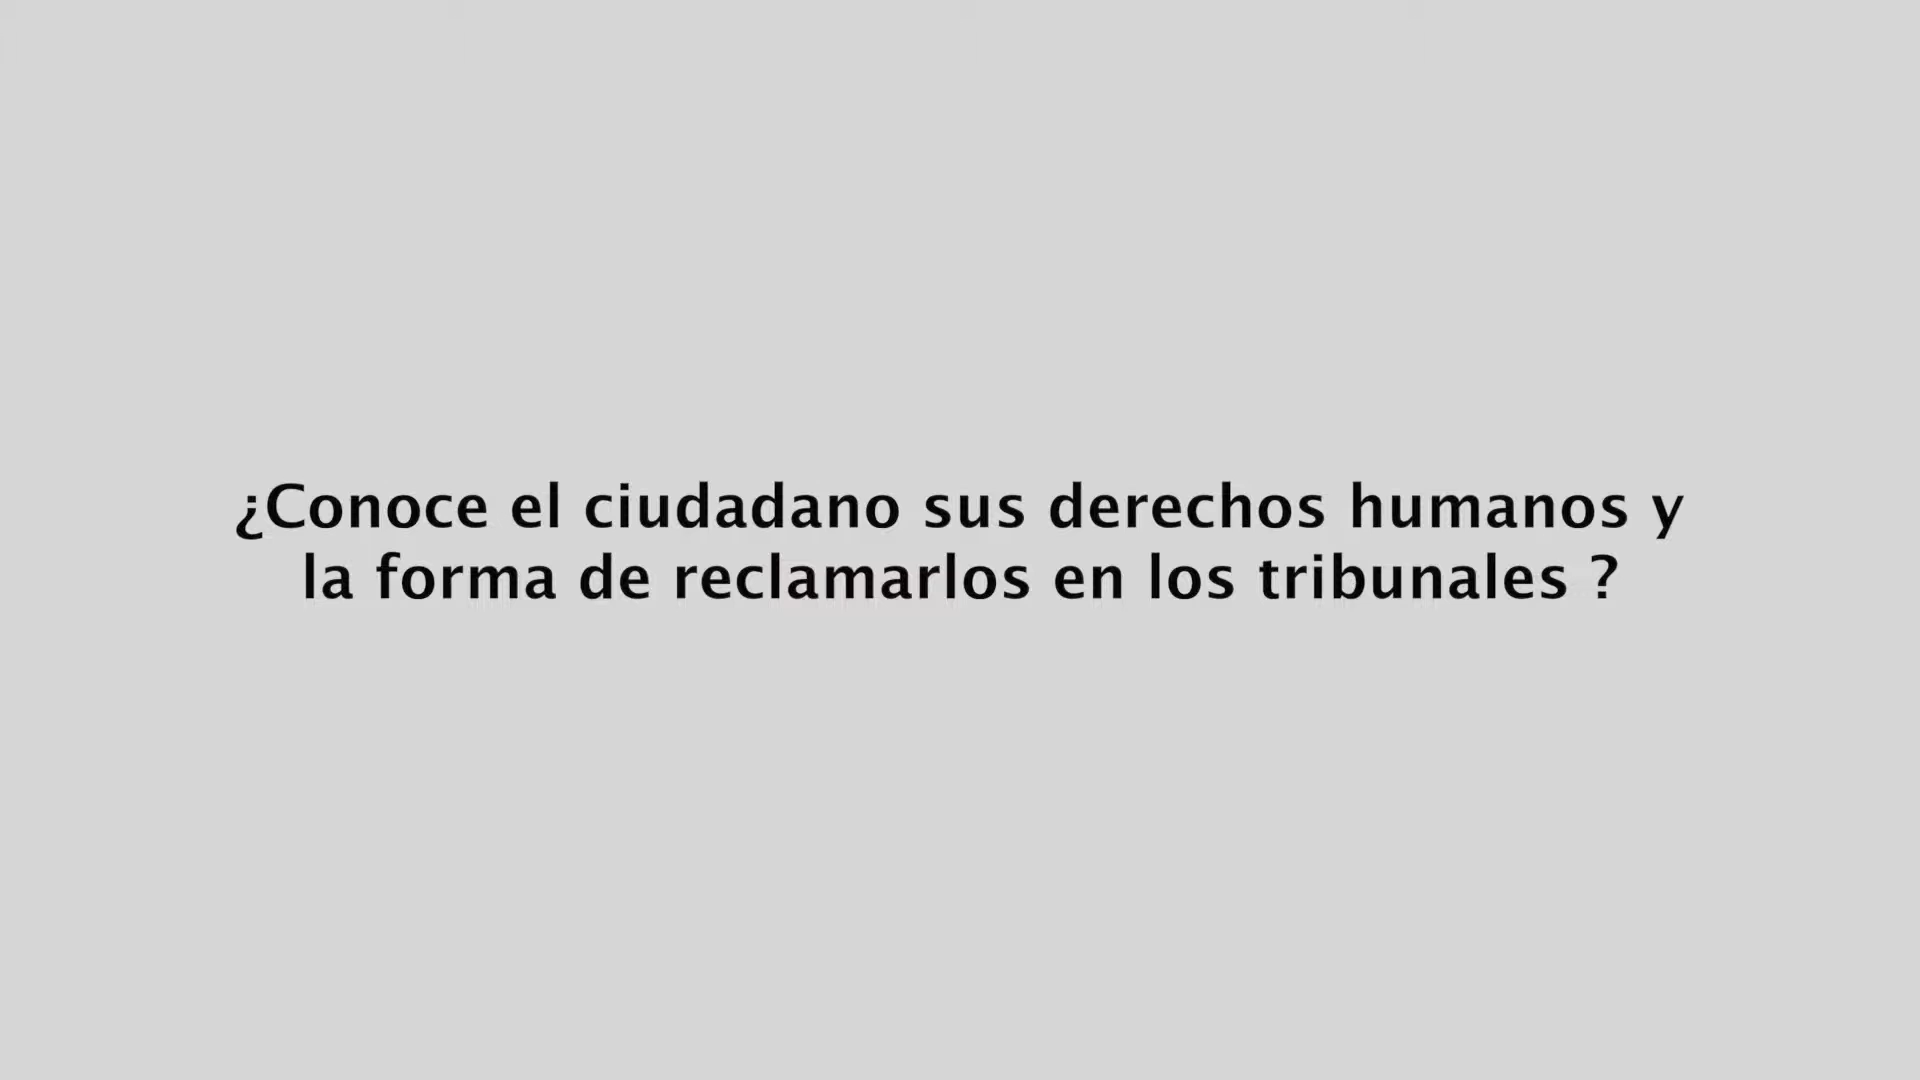 ¿Conoce el ciudadano sus derechos humanos y
la forma de reclamarlos en los tribunales ?